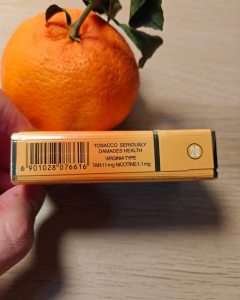 TOBACCO SERIOUSLY
DAMAGES HEALTH
VIRGINIA TYPE
TAR:11mg NICOTINE:1.1mg
6 901028 076616